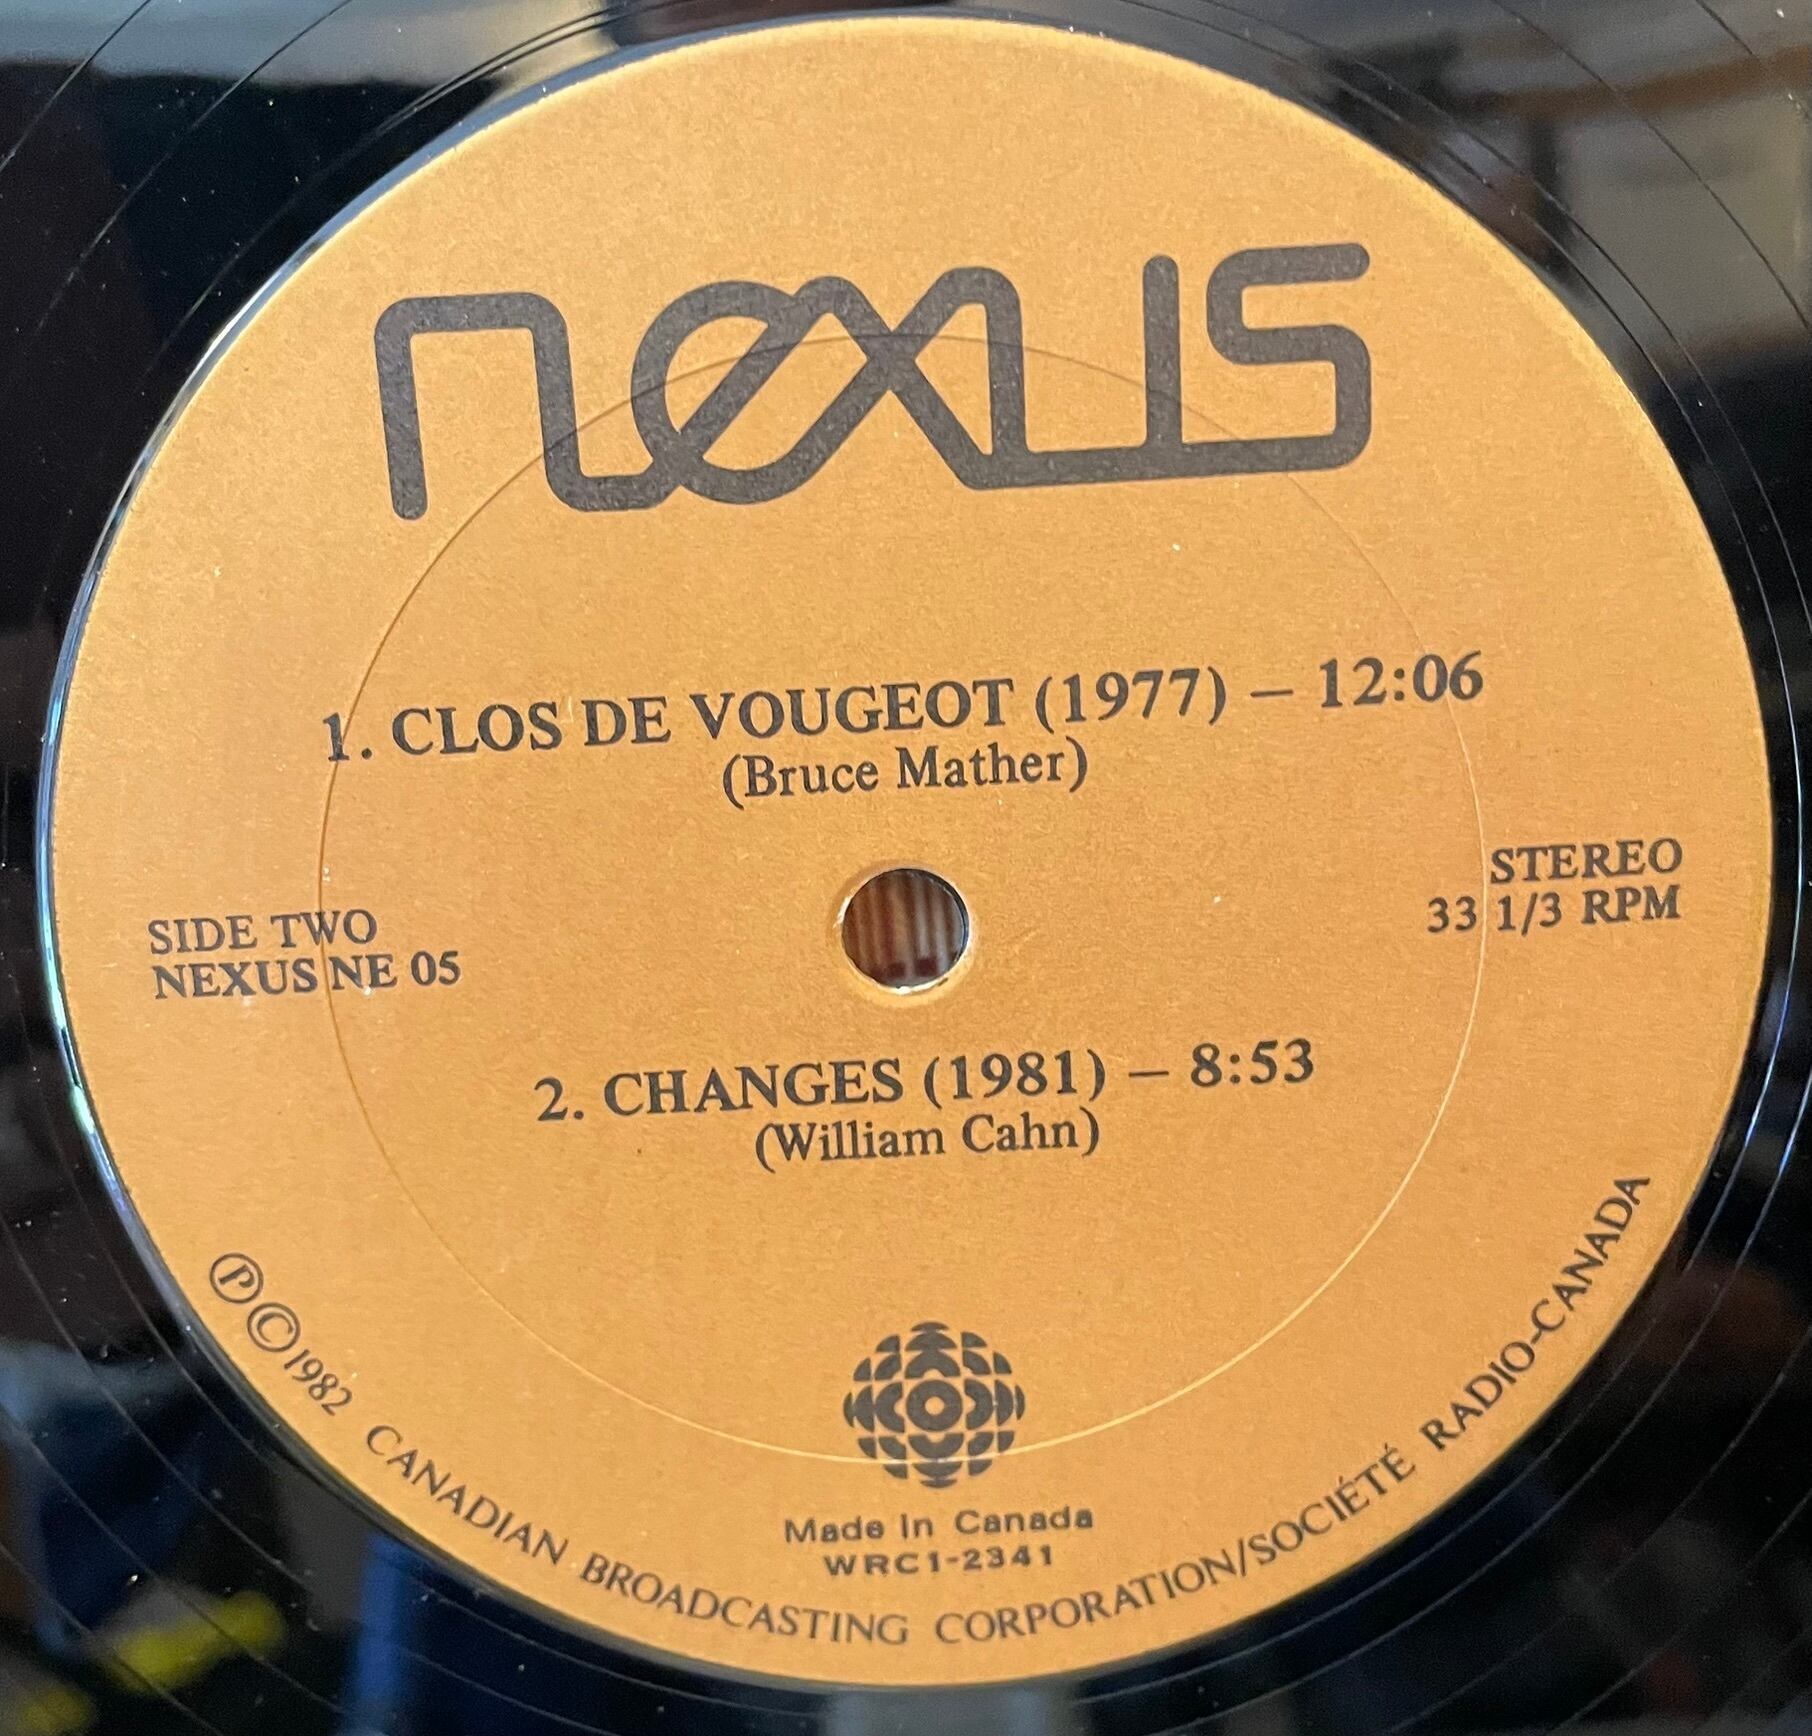 nexus
1. CLOS DE VOUGEOT (1977) – 12:06
(Bruce Mather)
STEREO
33 1/3 RPM
SIDE TWO
NEXUS NE 05
2. CHANGES (1981) – 8:53
(William Cahn)
Made In Canada
WRC1-2341
Ⓟ©1982 CANADIAN BROADCASTING CORPORATION/SOCIÉTÉ RADIO-CANADA